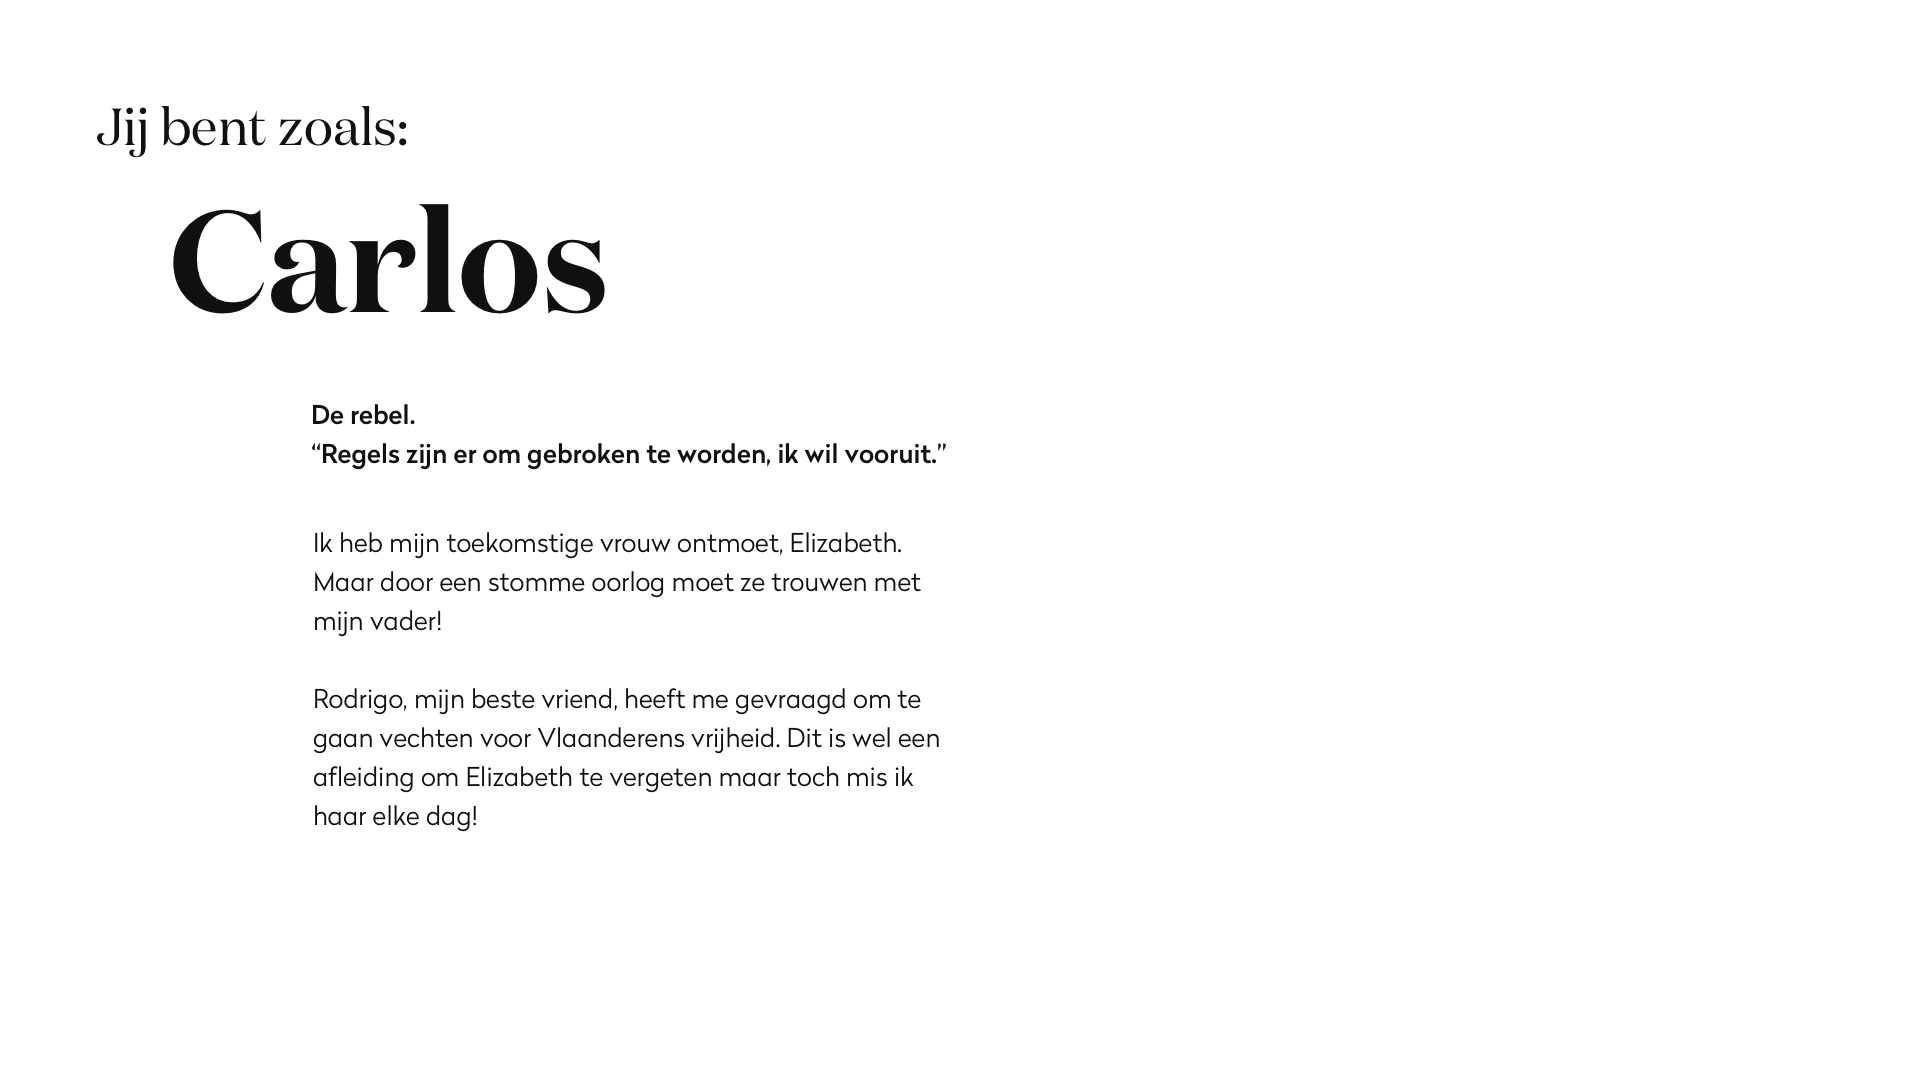 Jij bent zoals:
Carlos
De rebel.
“Regels zijn er om gebroken te worden, ik wil vooruit.”
Ik heb mijn toekomstige vrouw ontmoet, Elizabeth.
Maar door een stomme oorlog moet ze trouwen met
mijn vader!
Rodrigo, mijn beste vriend, heeft me gevraagd om te
gaan vechten voor Vlaanderens vrijheid. Dit is wel een
afleiding om Elizabeth te vergeten maar toch mis ik
haar elke dag!